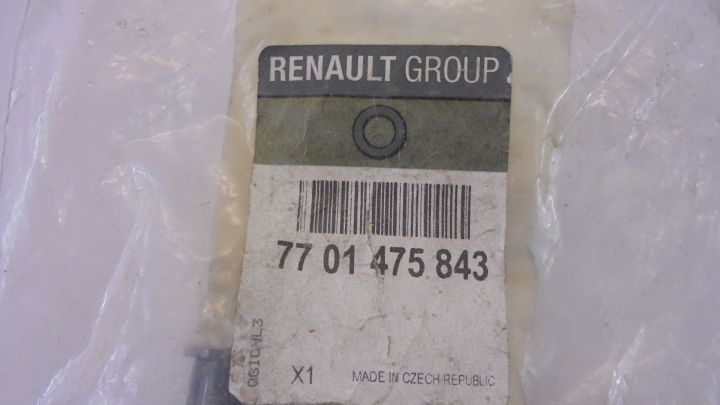 RENAULT GROUP
77 01 475 843
X1
MADE IN CZECH REPUBLIC